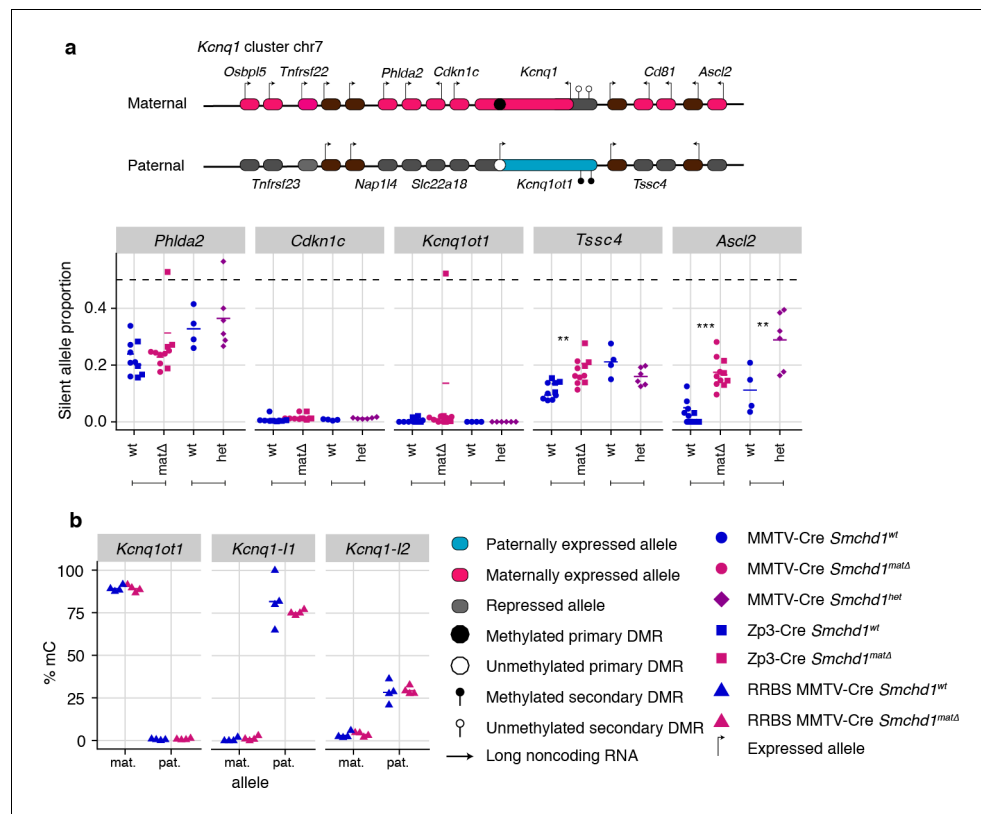 a
Kcnq1 cluster chr7
Osbpl5 Tnfrsf22 Phlda2 Cdkn1c Kcnq1 Cd81 Ascl2
Maternal
Paternal
Tnfrsf23 Nap1l4 Slc22a18 Kcnq1ot1 Tssc4
Phlda2 Cdkn1c Kcnq1ot1 Tssc4 Ascl2
Silent allele proportion
0.4
0.2
0.0
** *** **
wt matΔ wt het wt matΔ wt het wt matΔ wt het wt matΔ wt het wt matΔ wt het
b
Kcnq1ot1 Kcnq1-I1 Kcnq1-I2
% mC
100
75
50
25
0
mat. pat. mat. pat. mat. pat.
allele
Paternally expressed allele
Maternally expressed allele
Repressed allele
Methylated primary DMR
Unmethylated primary DMR
Methylated secondary DMR
Unmethylated secondary DMR
Long noncoding RNA
MMTV-Cre Smchd1wt
MMTV-Cre Smchd1matΔ
MMTV-Cre Smchd1het
Zp3-Cre Smchd1wt
Zp3-Cre Smchd1matΔ
RRBS MMTV-Cre Smchd1wt
RRBS MMTV-Cre Smchd1matΔ
Expressed allele